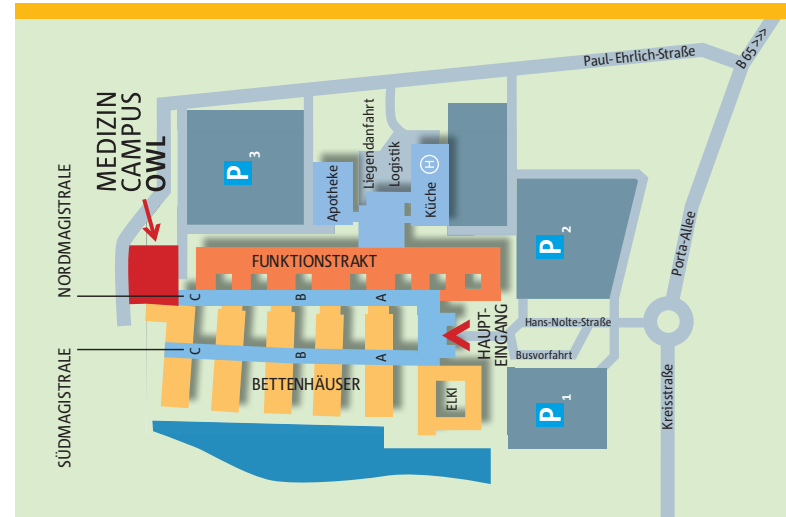 Paul-Ehrlich-Straße
B 65 >>>
MEDIZIN
CAMPUS
OWL
NORDMAGISTRALE
SÜDMAGISTRALE
P 3
Apotheke
Liegendanfahrt
Logistik
Küche
H
FUNKTIONSTRAKT
C
B
A
C
B
A
BETTENHÄUSER
ELKI
HAUPT-
EINGANG
P 2
Hans-Nolte-Straße
Busvorfahrt
P 1
Porta-Allee
Kreisstraße